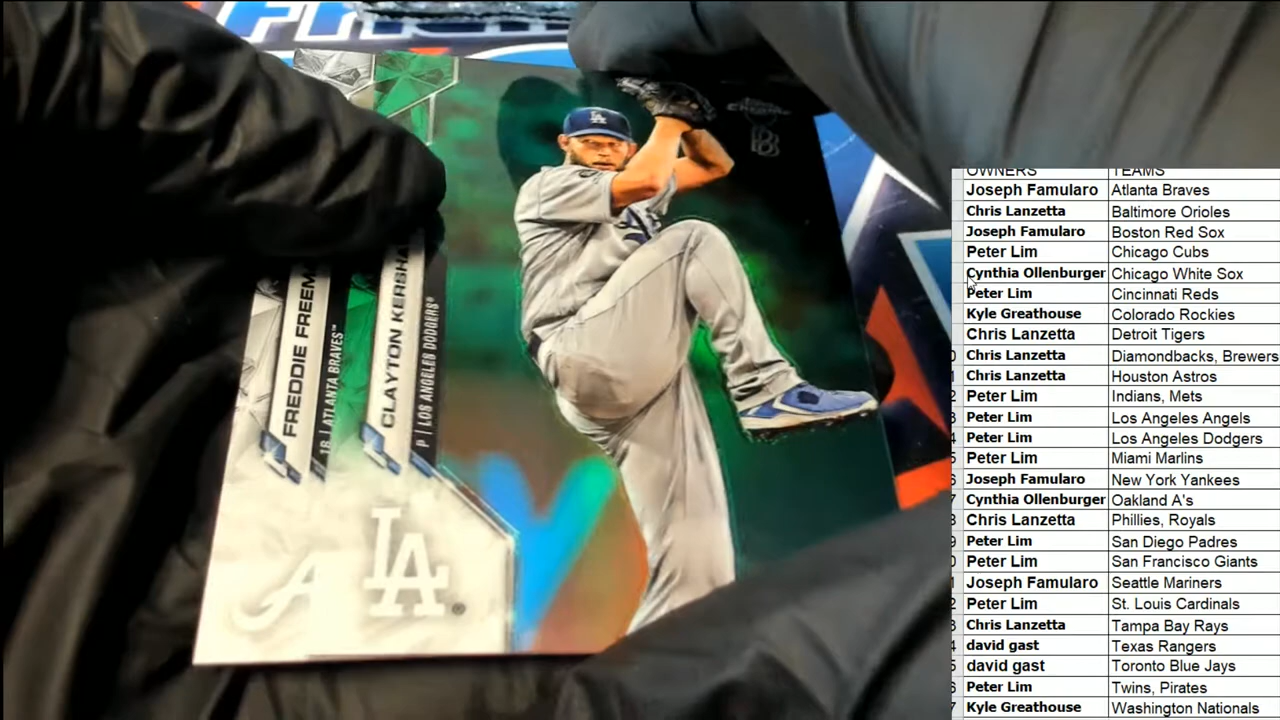 LA
FREDDIE FREEM
1B | ATLANTA BRAVES™
CLAYTON KERSHA
P | LOS ANGELES DODGERS®
A
LA
OWNERS TEAMS
Joseph Famularo Atlanta Braves
Chris Lanzetta Baltimore Orioles
Joseph Famularo Boston Red Sox
Peter Lim Chicago Cubs
Cynthia Ollenburger Chicago White Sox
Peter Lim Cincinnati Reds
Kyle Greathouse Colorado Rockies
Chris Lanzetta Detroit Tigers
Chris Lanzetta Diamondbacks, Brewers
Chris Lanzetta Houston Astros
Peter Lim Indians, Mets
Peter Lim Los Angeles Angels
Peter Lim Los Angeles Dodgers
Peter Lim Miami Marlins
Joseph Famularo New York Yankees
Cynthia Ollenburger Oakland A's
Chris Lanzetta Phillies, Royals
Peter Lim San Diego Padres
Peter Lim San Francisco Giants
Joseph Famularo Seattle Mariners
Peter Lim St. Louis Cardinals
Chris Lanzetta Tampa Bay Rays
david gast Texas Rangers
david gast Toronto Blue Jays
Peter Lim Twins, Pirates
Kyle Greathouse Washington Nationals